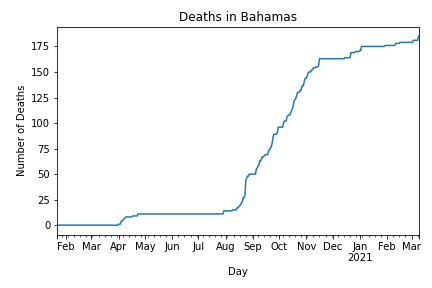 Deaths in Bahamas
Number of Deaths
175
150
125
100
75
50
25
0
Feb Mar Apr May Jun Jul Aug Sep Oct Nov Dec Jan Feb Mar
2021
Day